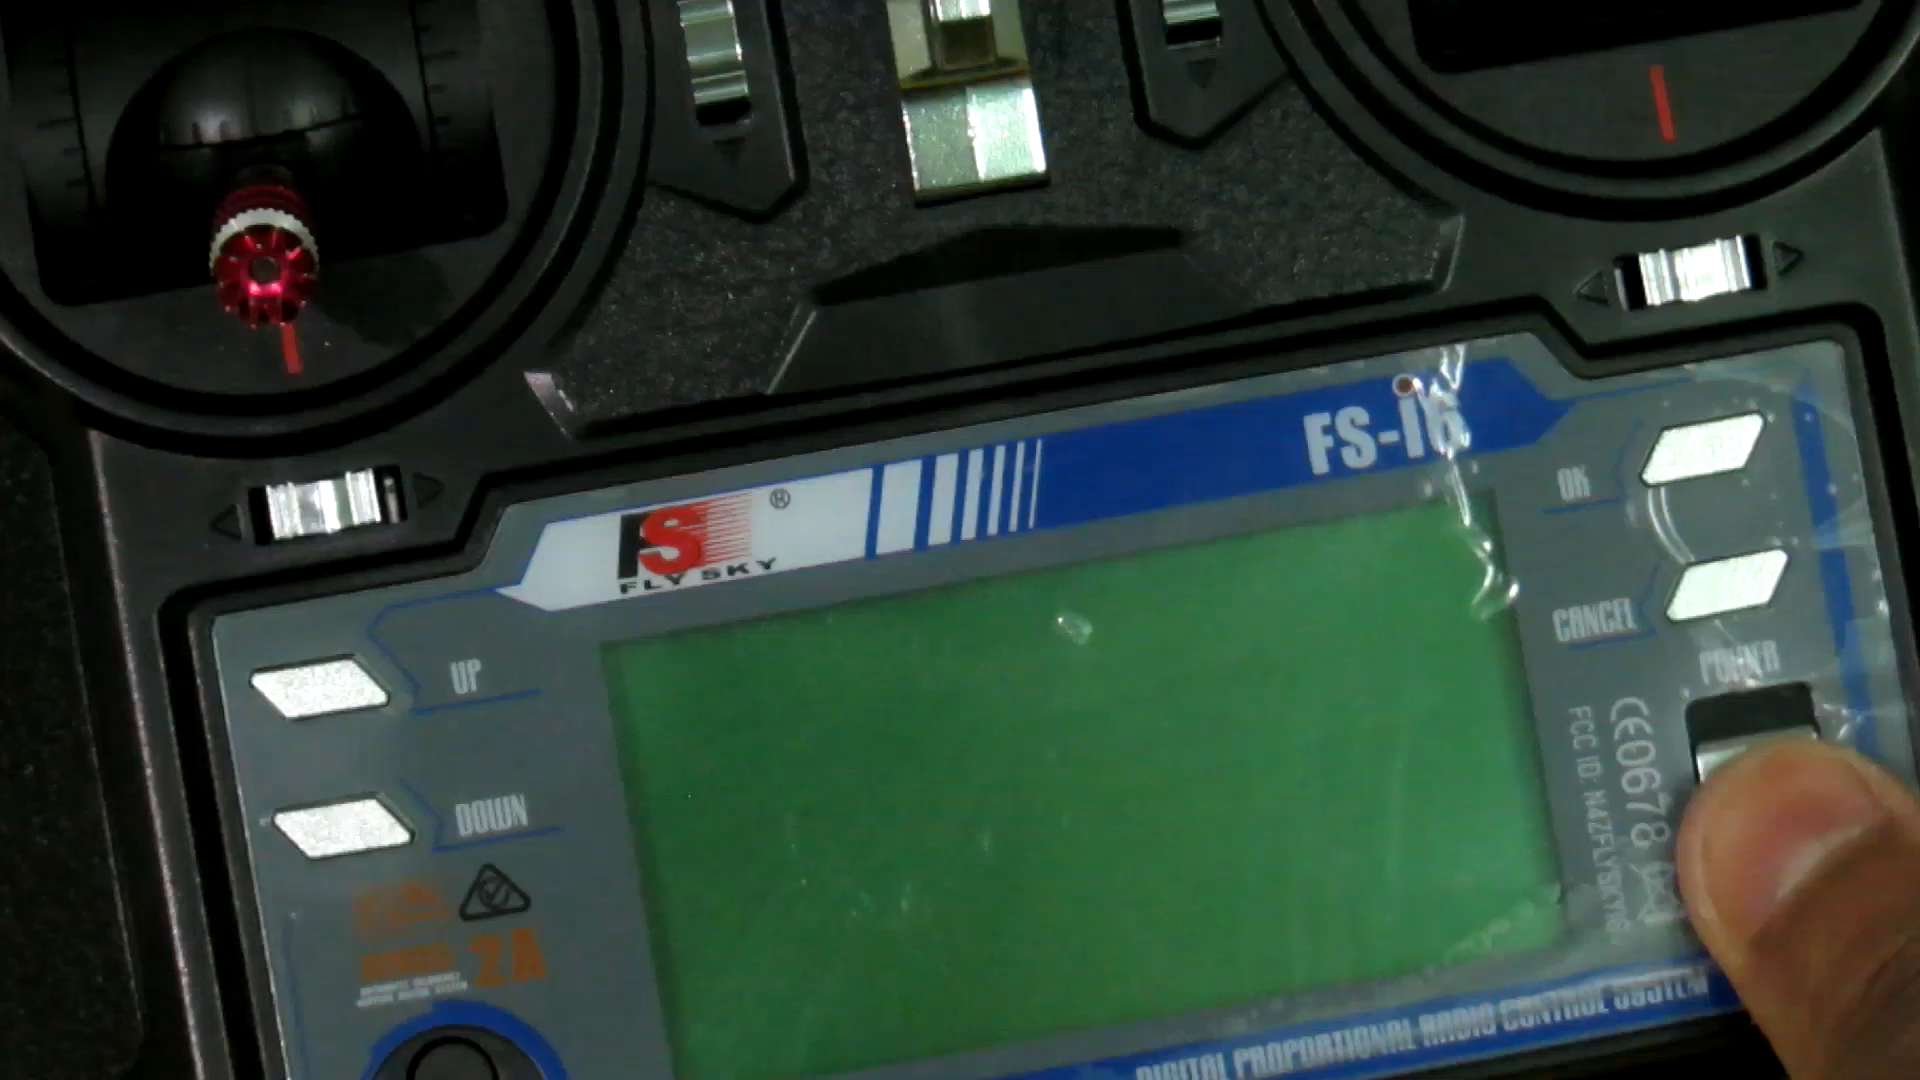 FS-i6
FS ®
FLY SKY
OK
UP
CANCEL
POWER
DOWN
CE0678
FCC ID: N4ZFLYSKYI6
2A
DIGITAL PROPORTIONAL RADIO CONTROL SYSTEM